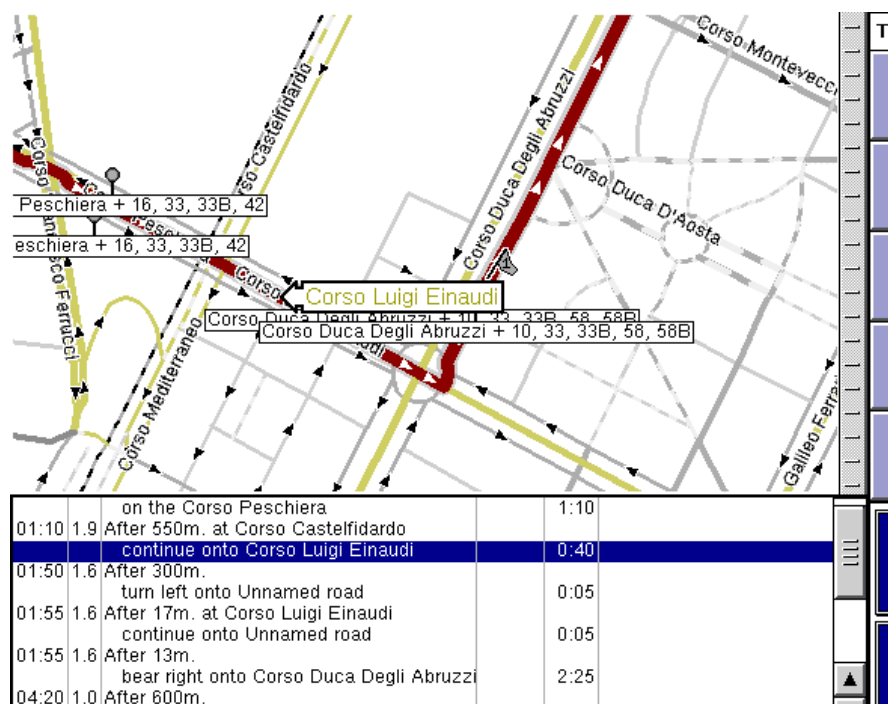 T
Corso Montevecc
Corso Castelfidardo
Corso Duca Degli Abruzzi
Corso Duca D'Aosta
Peschiera + 16, 33, 33B, 42
eschiera + 16, 33, 33B, 42
Corso
Corso Luigi Einaudi
Corso Duca Degli Abruzzi + 10, 33, 33B, 58, 58B
Corso Duca Degli Abruzzi + 10, 33, 33B, 58, 58B
Ferrucci
Corso Mediterraneo
Galileo Ferra
on the Corso Peschiera 1:10
01:10 1.9 After 550m. at Corso Castelfidardo
continue onto Corso Luigi Einaudi 0:40
01:50 1.6 After 300m.
turn left onto Unnamed road 0:05
01:55 1.6 After 17m. at Corso Luigi Einaudi
continue onto Unnamed road 0:05
01:55 1.6 After 13m.
bear right onto Corso Duca Degli Abruzzi 2:25
04:20 1.0 After 600m.